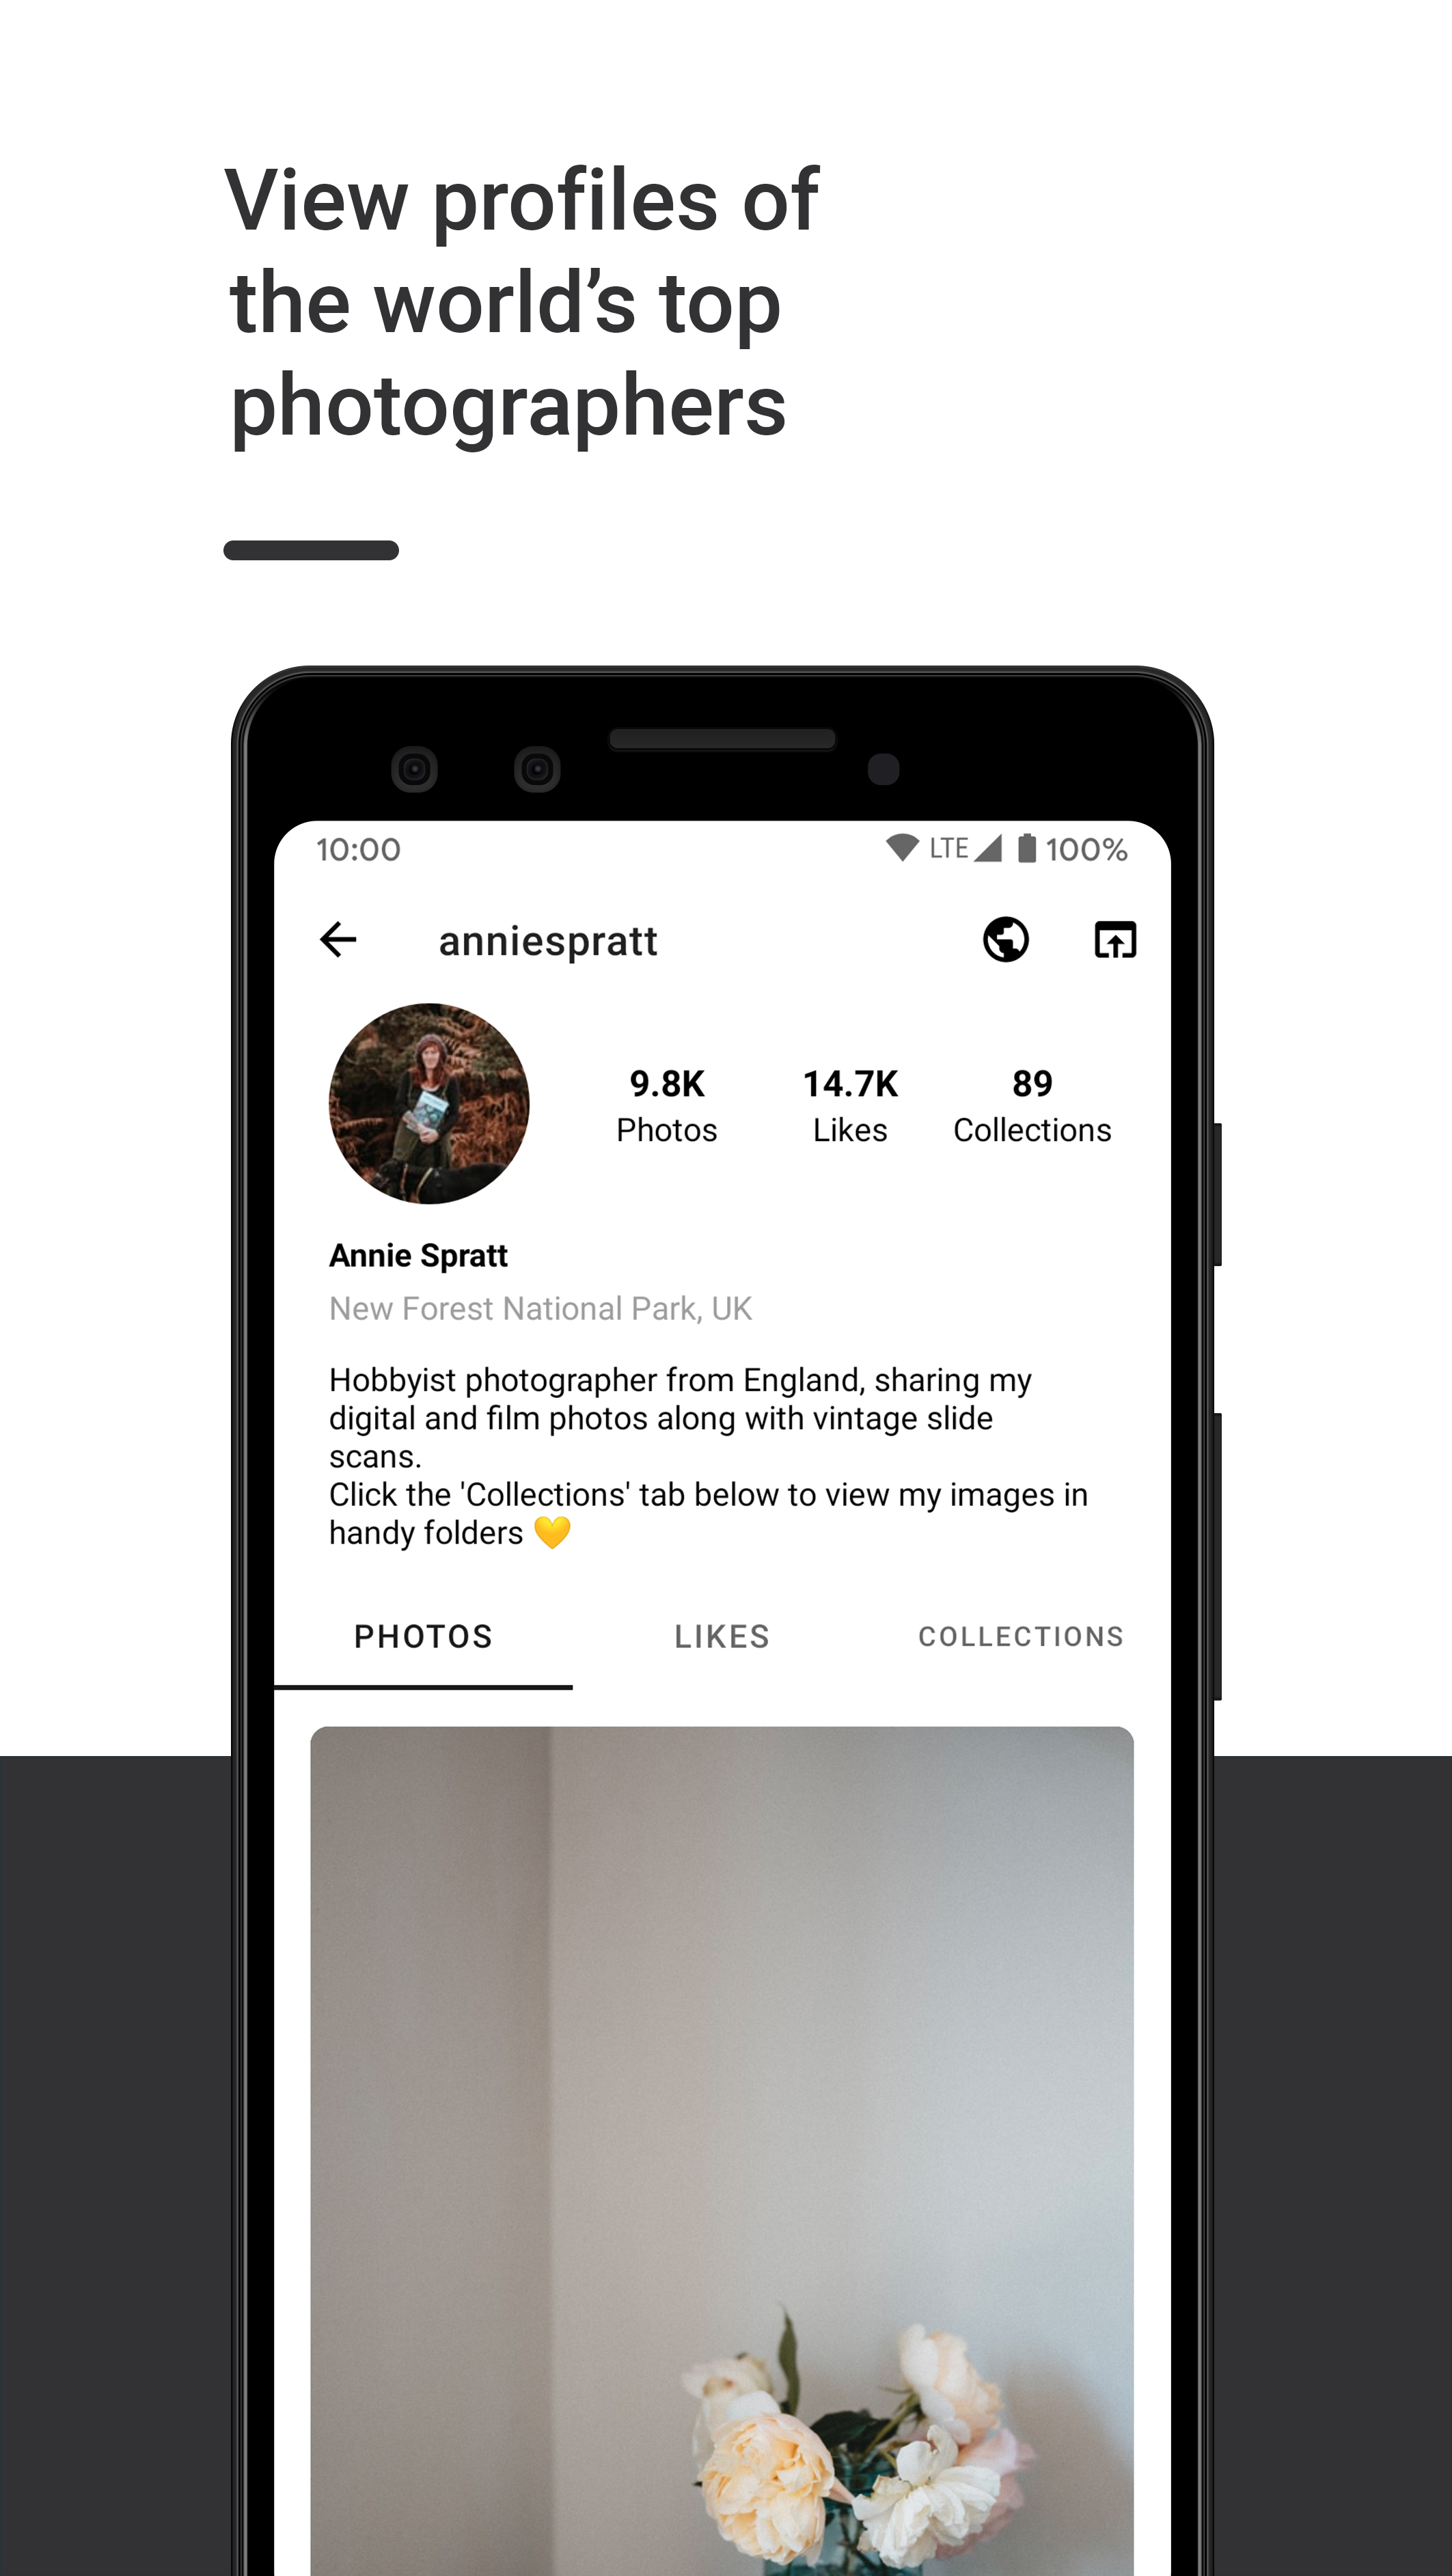 View profiles of
the world’s top
photographers
10:00 LTE 100%
anniespratt
9.8K 14.7K 89
Photos Likes Collections
Annie Spratt
New Forest National Park, UK
Hobbyist photographer from England, sharing my
digital and film photos along with vintage slide
scans.
Click the 'Collections' tab below to view my images in
handy folders 💛
PHOTOS LIKES COLLECTIONS